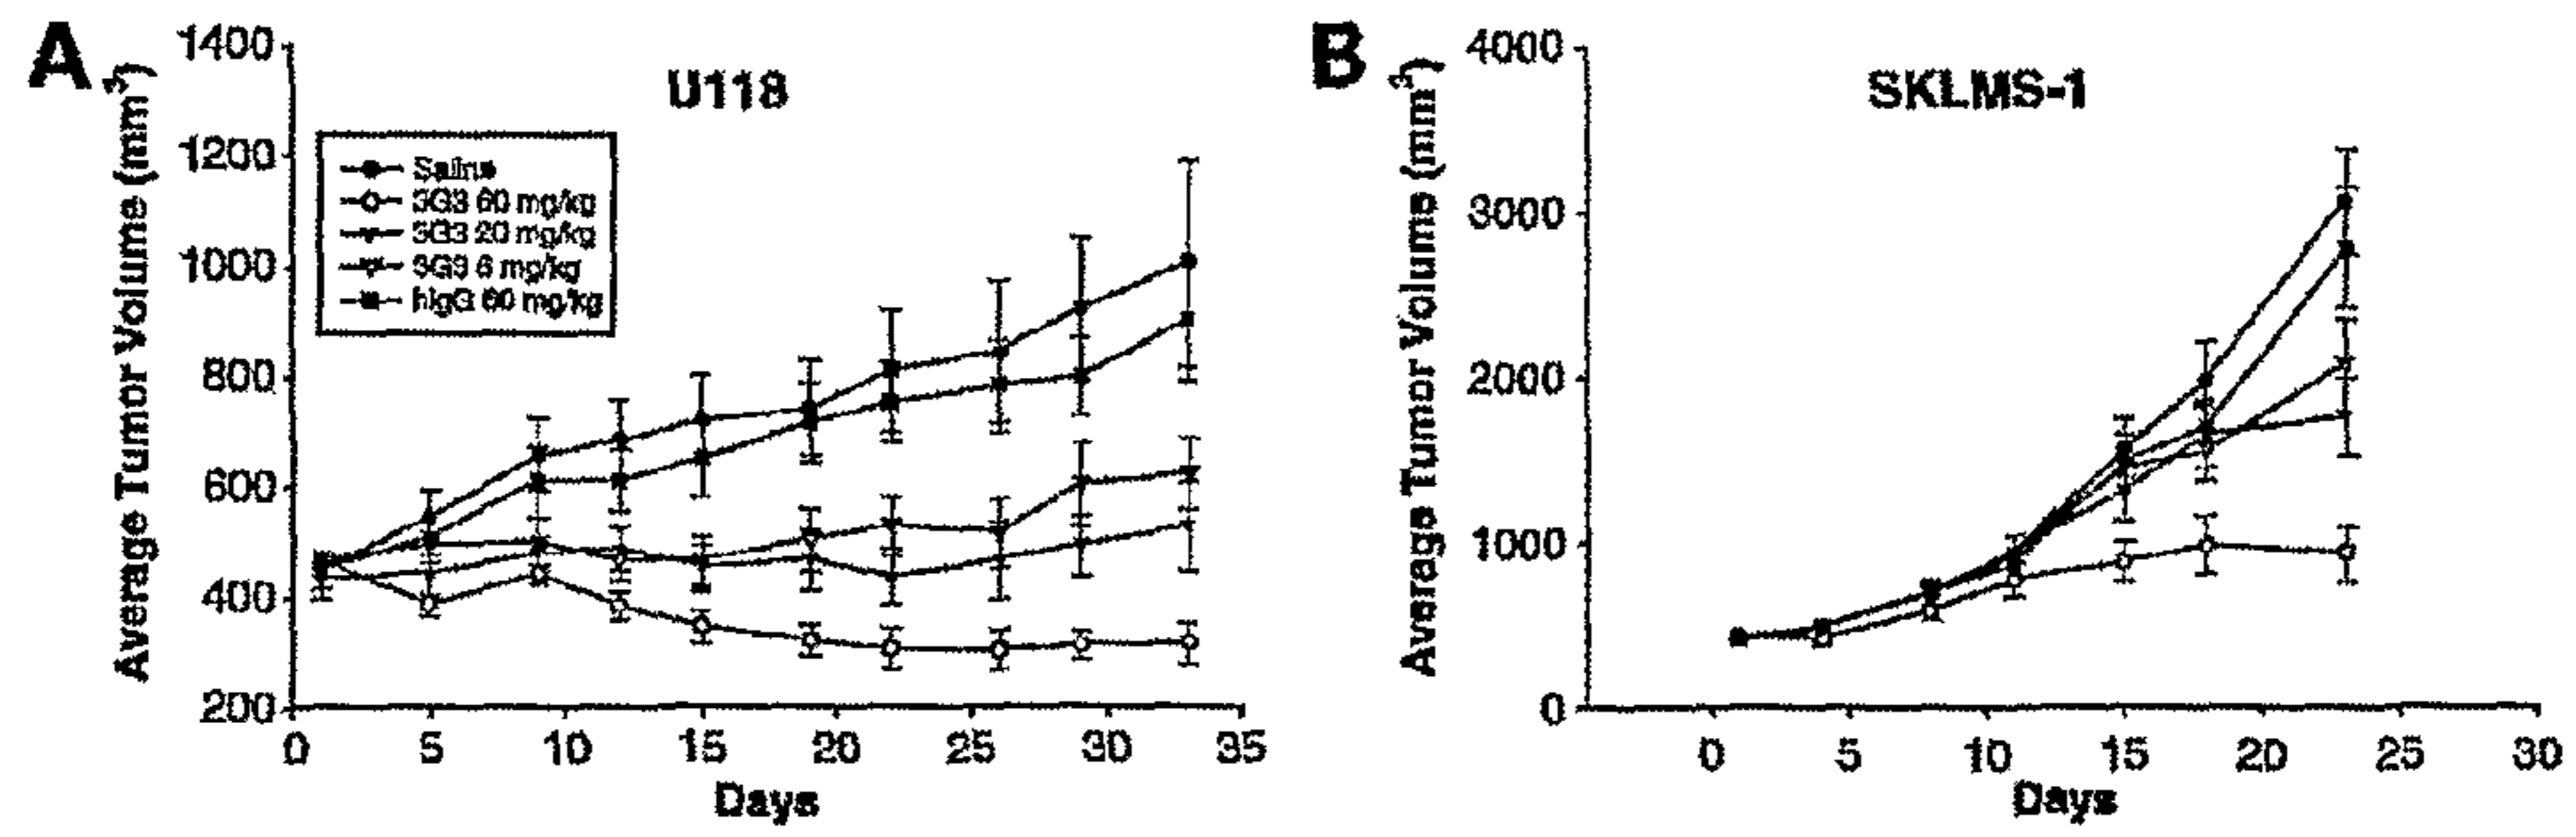 A
U118
Average Tumor Volume (mm³)
1400
1200
1000
800
600
400
200
Saline
3G3 60 mg/kg
3G3 20 mg/kg
3G3 6 mg/kg
hIgG 60 mg/kg
0 5 10 15 20 25 30 35
Days
B
SKLMS-1
Average Tumor Volume (mm³)
4000
3000
2000
1000
0
0 5 10 15 20 25 30
Days